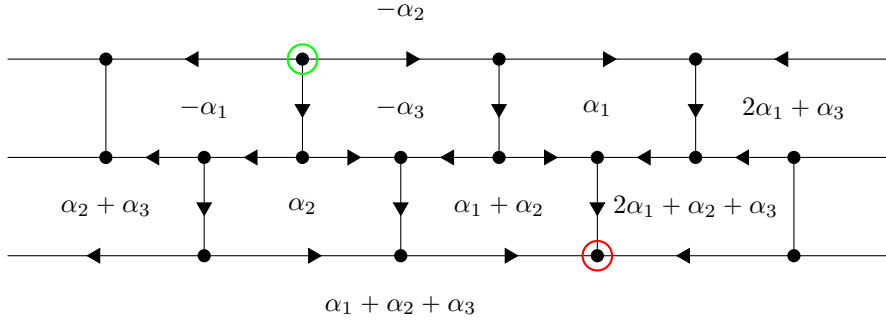 −α₂
−α₁ −α₃ α₁ 2α₁ + α₃
α₂ + α₃ α₂ α₁ + α₂ 2α₁ + α₂ + α₃
α₁ + α₂ + α₃